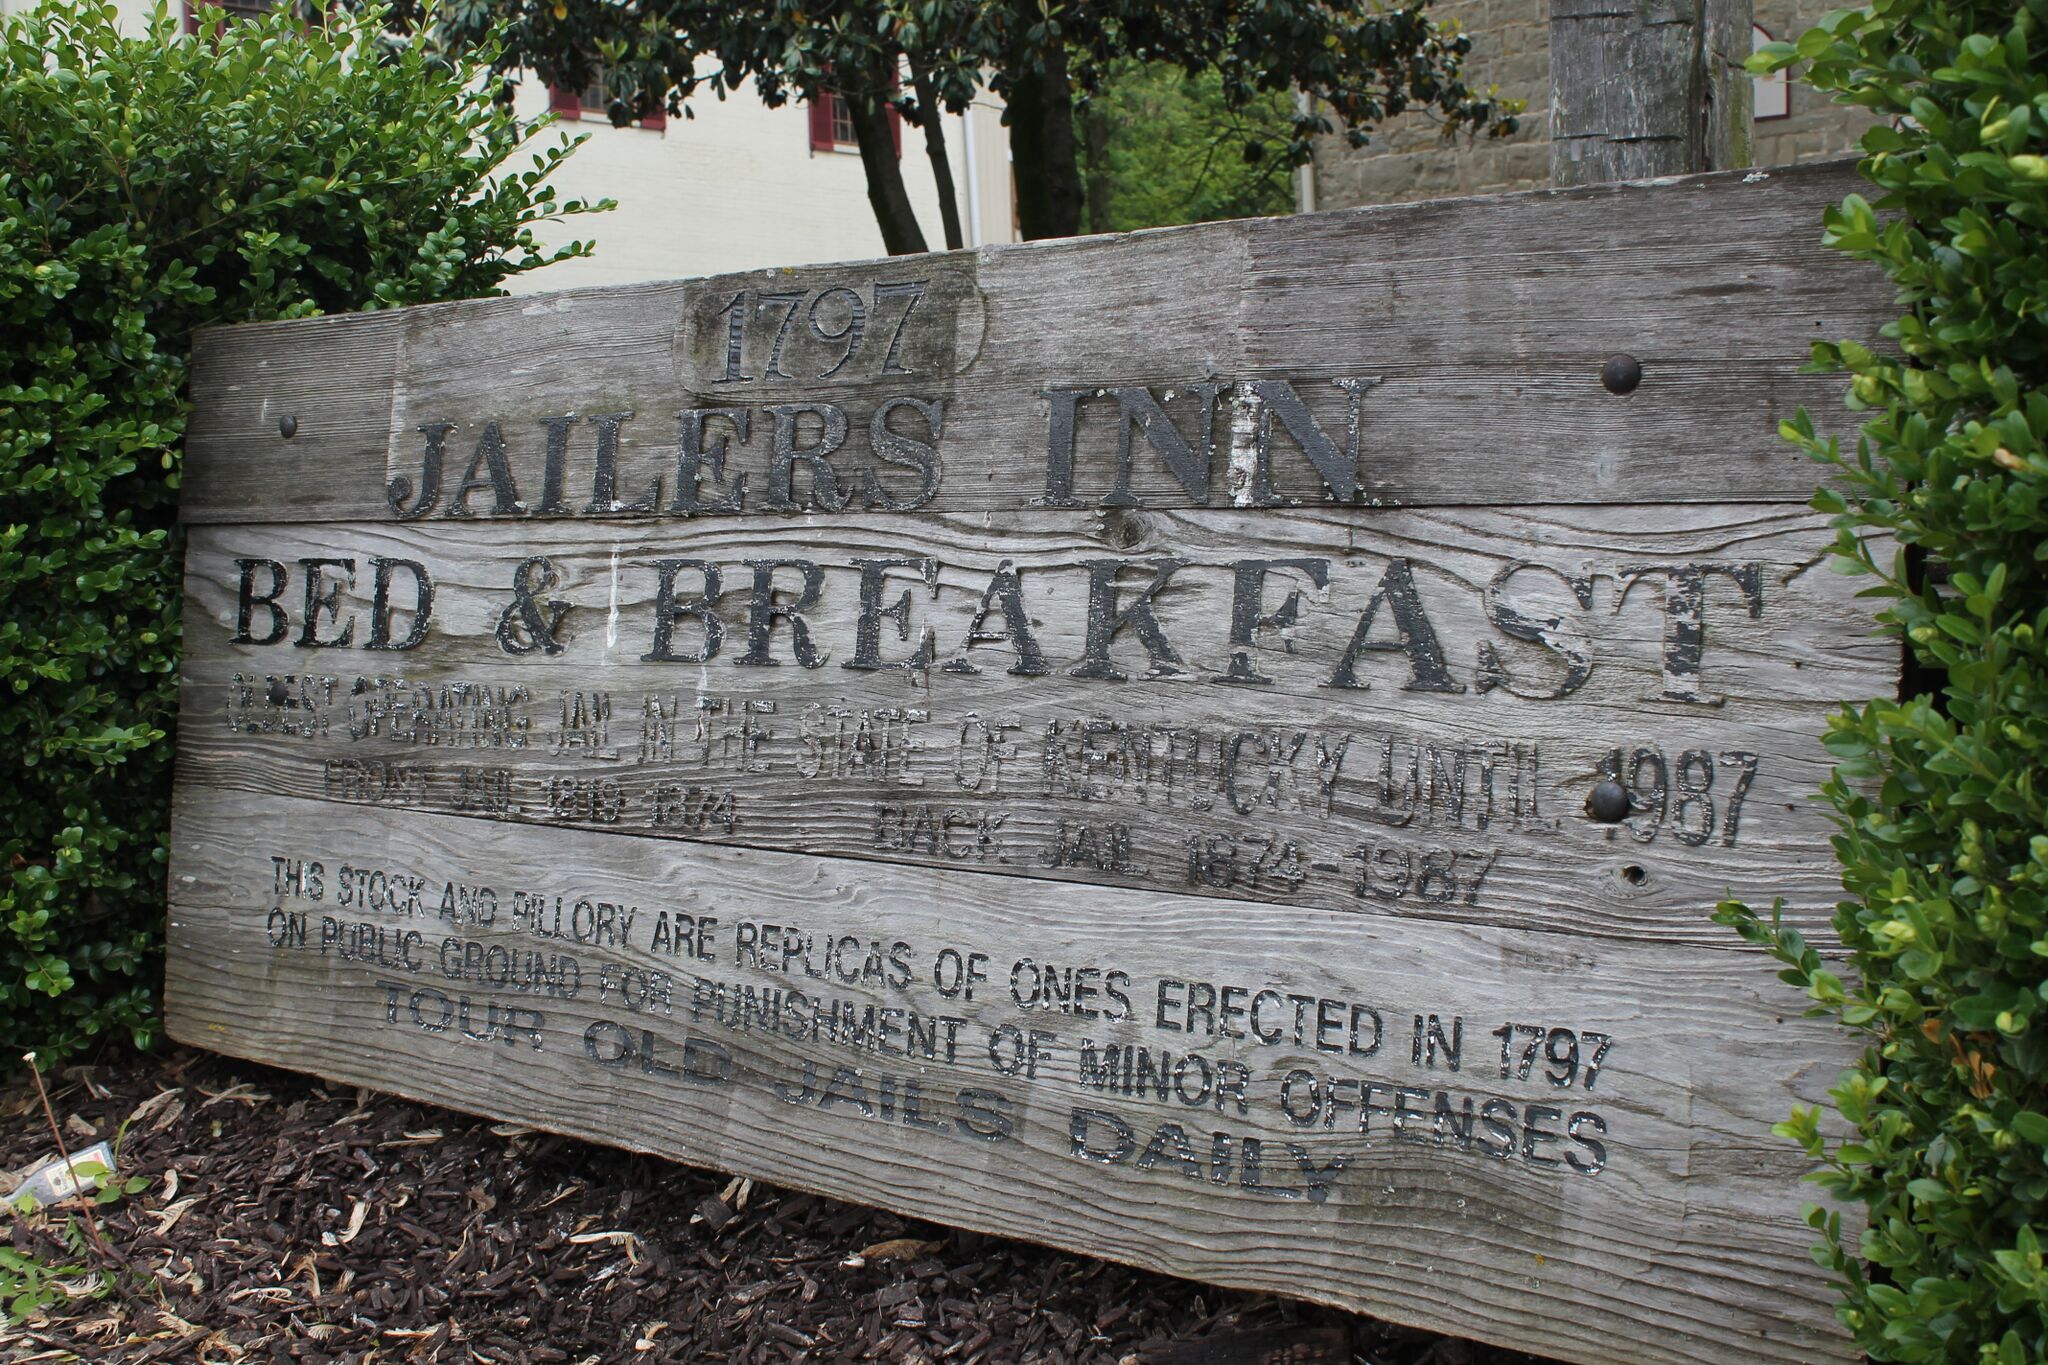 1797
JAILERS INN
BED & BREAKFAST
OLDEST OPERATING JAIL IN THE STATE OF KENTUCKY UNTIL 1987
FRONT JAIL 1819-1874 BACK JAIL 1874-1987
THIS STOCK AND PILLORY ARE REPLICAS OF ONES ERECTED IN 1797
ON PUBLIC GROUND FOR PUNISHMENT OF MINOR OFFENSES
TOUR OLD JAILS DAILY